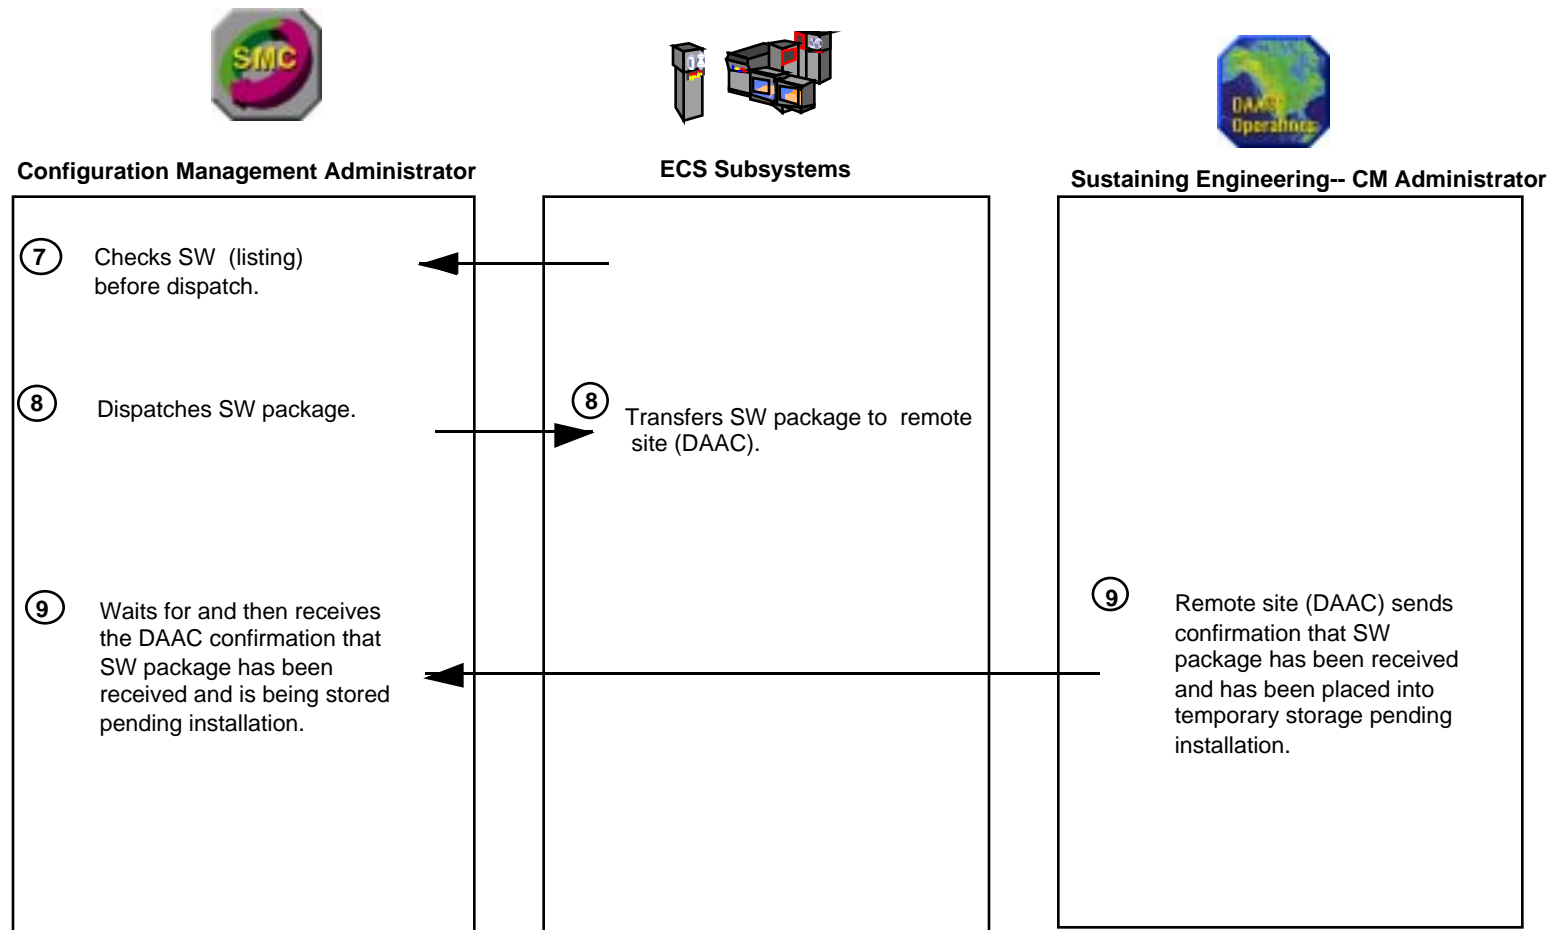 SMC
DAAC
Operations
Configuration Management Administrator
ECS Subsystems
Sustaining Engineering-- CM Administrator
7
Checks SW (listing)
before dispatch.
8
Dispatches SW package.
8
Transfers SW package to remote
site (DAAC).
9
Waits for and then receives
the DAAC confirmation that
SW package has been
received and is being stored
pending installation.
9
Remote site (DAAC) sends
confirmation that SW
package has been received
and has been placed into
temporary storage pending
installation.